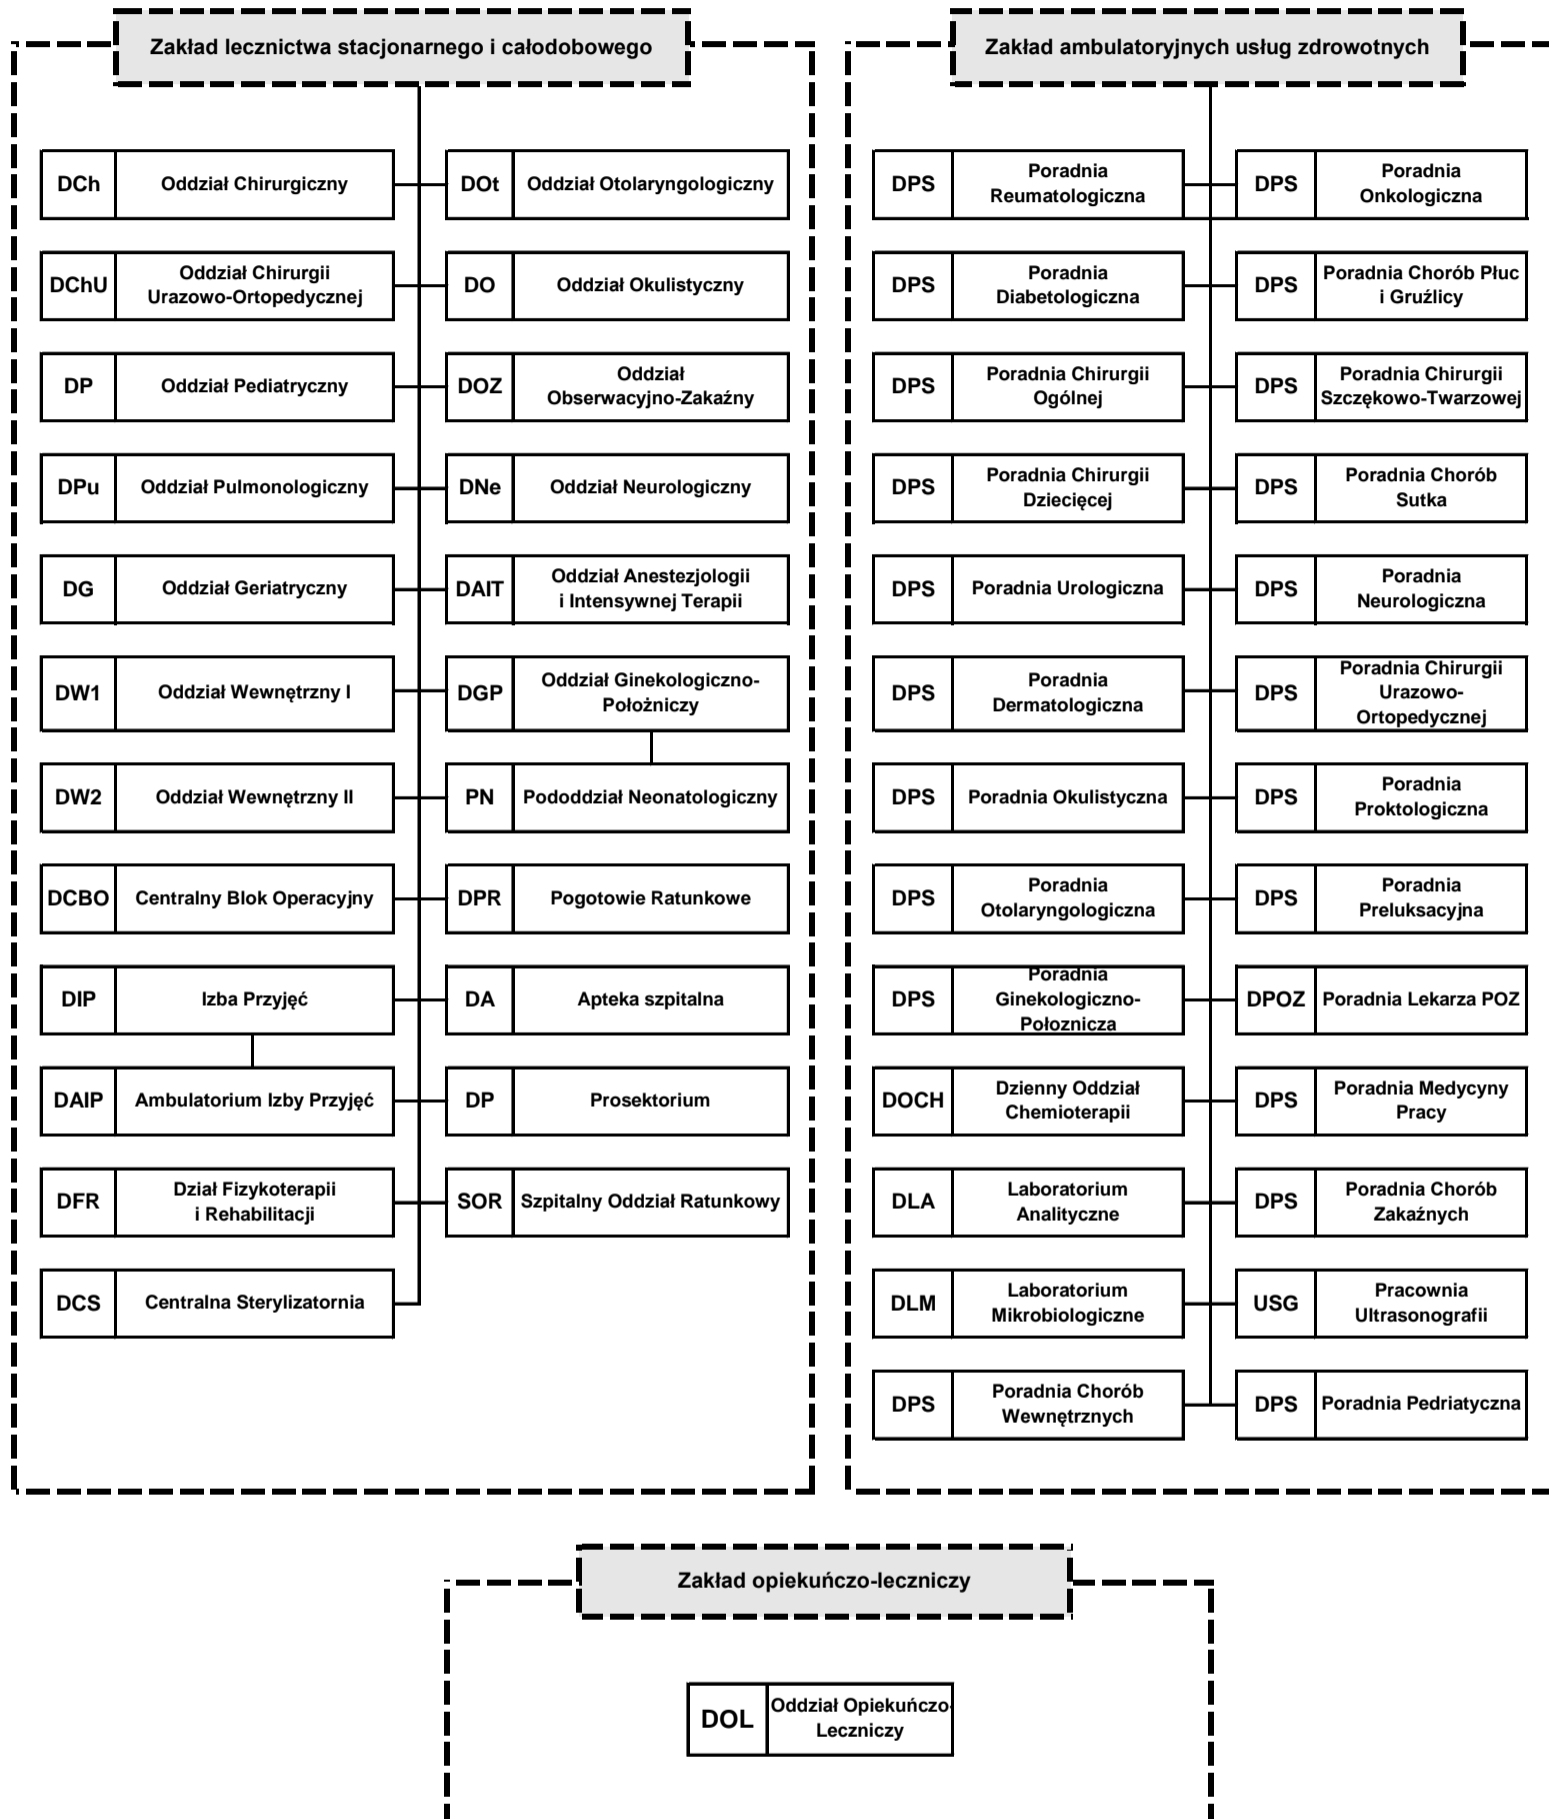 Zakład lecznictwa stacjonarnego i całodobowego
DCh
Oddział Chirurgiczny
DOt
Oddział Otolaryngologiczny
DChU
Oddział Chirurgii
Urazowo-Ortopedycznej
DO
Oddział Okulistyczny
DP
Oddział Pediatryczny
DOZ
Oddział
Obserwacyjno-Zakaźny
DPu
Oddział Pulmonologiczny
DNe
Oddział Neurologiczny
DG
Oddział Geriatryczny
DAIT
Oddział Anestezjologii
i Intensywnej Terapii
DW1
Oddział Wewnętrzny I
DGP
Oddział Ginekologiczno-
Położniczy
DW2
Oddział Wewnętrzny II
PN
Pododdział Neonatologiczny
DCBO
Centralny Blok Operacyjny
DPR
Pogotowie Ratunkowe
DIP
Izba Przyjęć
DA
Apteka szpitalna
DAIP
Ambulatorium Izby Przyjęć
DP
Prosektorium
DFR
Dział Fizykoterapii
i Rehabilitacji
SOR
Szpitalny Oddział Ratunkowy
DCS
Centralna Sterylizatornia
Zakład ambulatoryjnych usług zdrowotnych
DPS
Poradnia
Reumatologiczna
DPS
Poradnia
Onkologiczna
DPS
Poradnia
Diabetologiczna
DPS
Poradnia Chorób Płuc
i Gruźlicy
DPS
Poradnia Chirurgii
Ogólnej
DPS
Poradnia Chirurgii
Szczękowo-Twarzowej
DPS
Poradnia Chirurgii
Dziecięcej
DPS
Poradnia Chorób
Sutka
DPS
Poradnia Urologiczna
DPS
Poradnia
Neurologiczna
DPS
Poradnia
Dermatologiczna
DPS
Poradnia Chirurgii
Urazowo-
Ortopedycznej
DPS
Poradnia Okulistyczna
DPS
Poradnia
Proktologiczna
DPS
Poradnia
Otolaryngologiczna
DPS
Poradnia
Preluksacyjna
DPS
Poradnia
Ginekologiczno-
Połoznicza
DPOZ
Poradnia Lekarza POZ
DOCH
Dzienny Oddział
Chemioterapii
DPS
Poradnia Medycyny
Pracy
DLA
Laboratorium
Analityczne
DPS
Poradnia Chorób
Zakaźnych
DLM
Laboratorium
Mikrobiologiczne
USG
Pracownia
Ultrasonografii
DPS
Poradnia Chorób
Wewnętrznych
DPS
Poradnia Pedriatyczna
Zakład opiekuńczo-leczniczy
DOL
Oddział Opiekuńczo-
Leczniczy